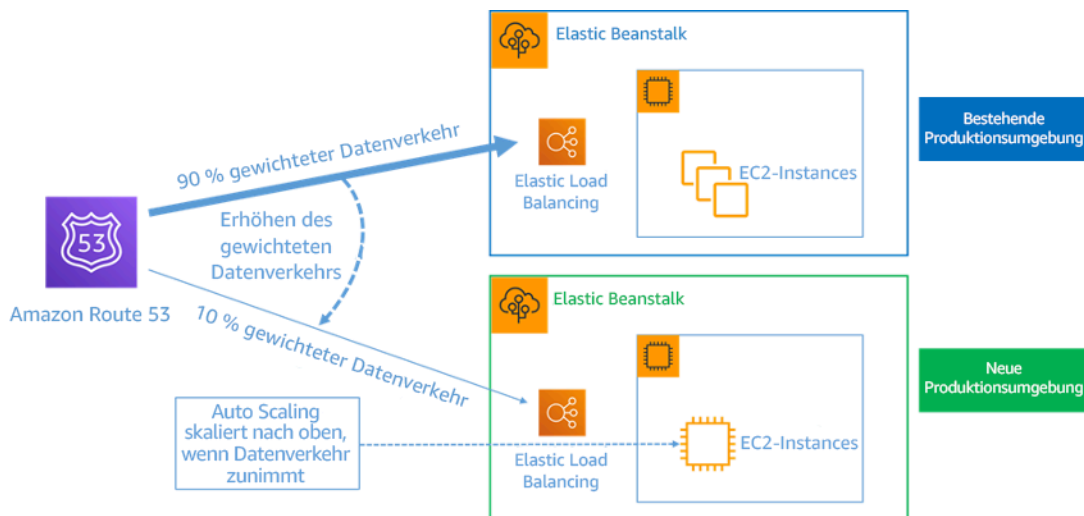 Elastic Beanstalk
90 % gewichteter Datenverkehr
Elastic Load
Balancing
EC2-Instances
Bestehende
Produktionsumgebung
53
Amazon Route 53
Erhöhen des
gewichteten
Datenverkehrs
10 % gewichteter Datenverkehr
Elastic Beanstalk
Auto Scaling
skaliert nach oben,
wenn Datenverkehr
zunimmt
Elastic Load
Balancing
EC2-Instances
Neue
Produktionsumgebung